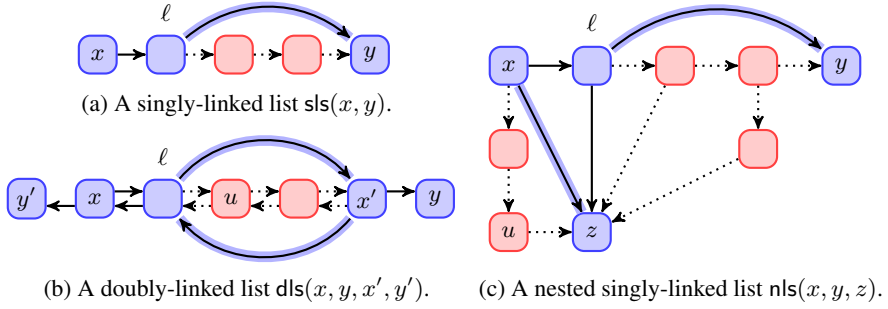 ℓ
x
y
(a) A singly-linked list sls(x, y).
ℓ
y′ x u x′ y
(b) A doubly-linked list dls(x, y, x′, y′).
ℓ
x y
u z
(c) A nested singly-linked list nls(x, y, z).